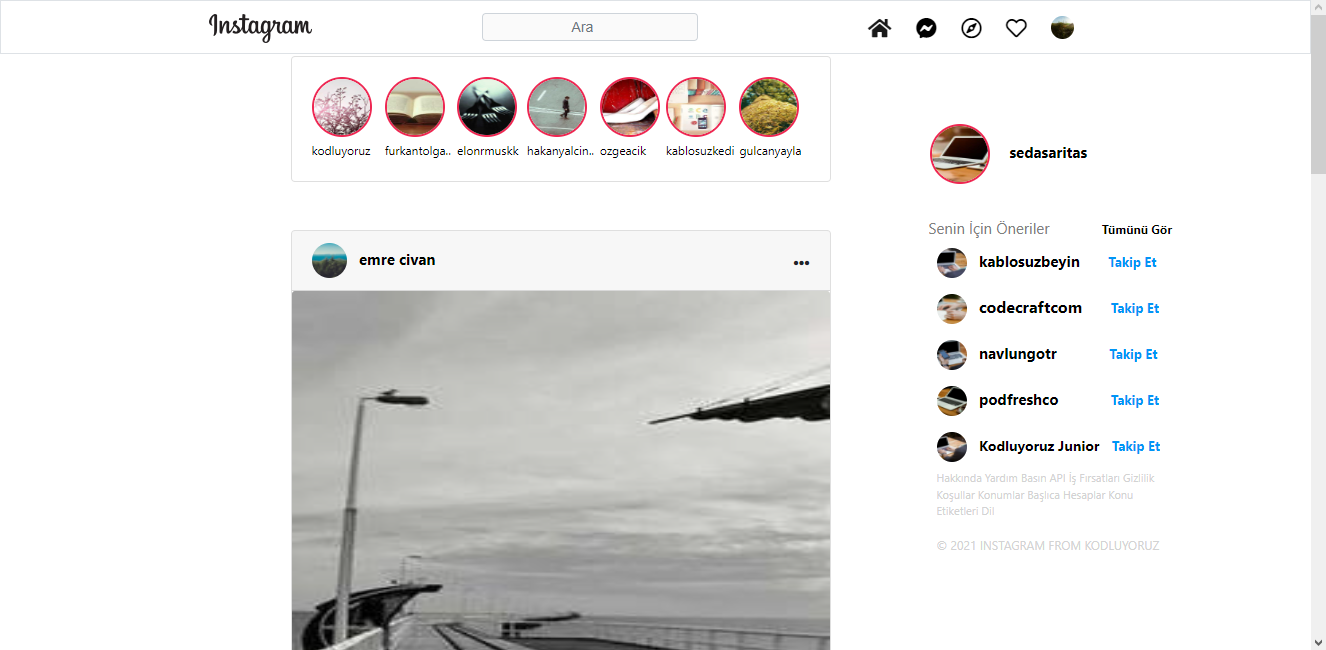 Instagram
Ara
kodluyoruz furkantolga.. elonrmuskk hakanyalcin.. ozgeacik kablosuzkedi gulcanyayla
emre civan
sedasaritas
Senin İçin Öneriler Tümünü Gör
kablosuzbeyin Takip Et
codecraftcom Takip Et
navlungotr Takip Et
podfreshco Takip Et
Kodluyoruz Junior Takip Et
Hakkında Yardım Basın API İş Fırsatları Gizlilik
Koşullar Konumlar Başlıca Hesaplar Konu
Etiketleri Dil
© 2021 INSTAGRAM FROM KODLUYORUZ